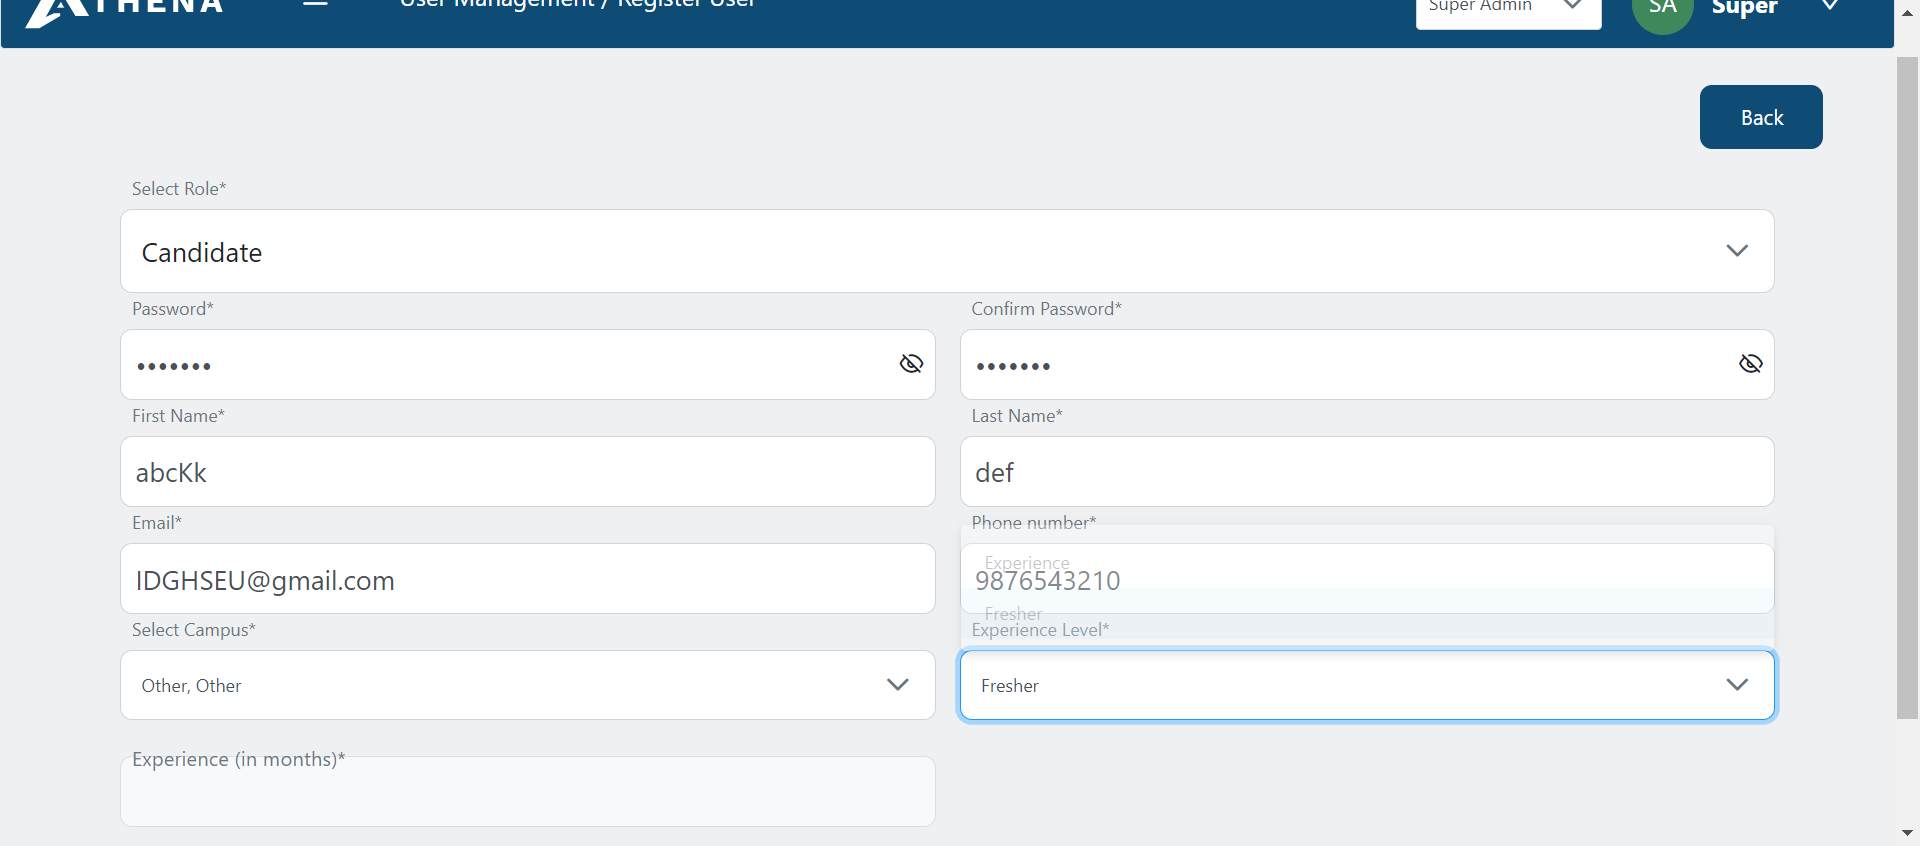 ATHENA
User Management / Register User
Super Admin
SA
Super
Back
Select Role*
Candidate
Password*
Confirm Password*
•••••••
•••••••
First Name*
Last Name*
abcKk
def
Email*
Phone number*
IDGHSEU@gmail.com
Experience
9876543210
Fresher
Select Campus*
Experience Level*
Other, Other
Fresher
Experience (in months)*